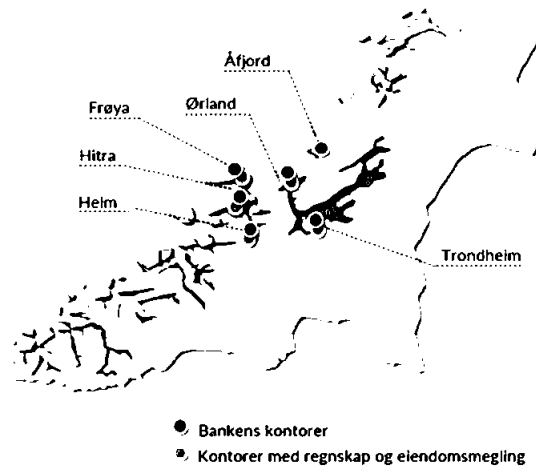 Åfjord
Ørland
Frøya
Hitra
Heim
Trondheim
Bankens kontorer
Kontorer med regnskap og eiendomsmegling